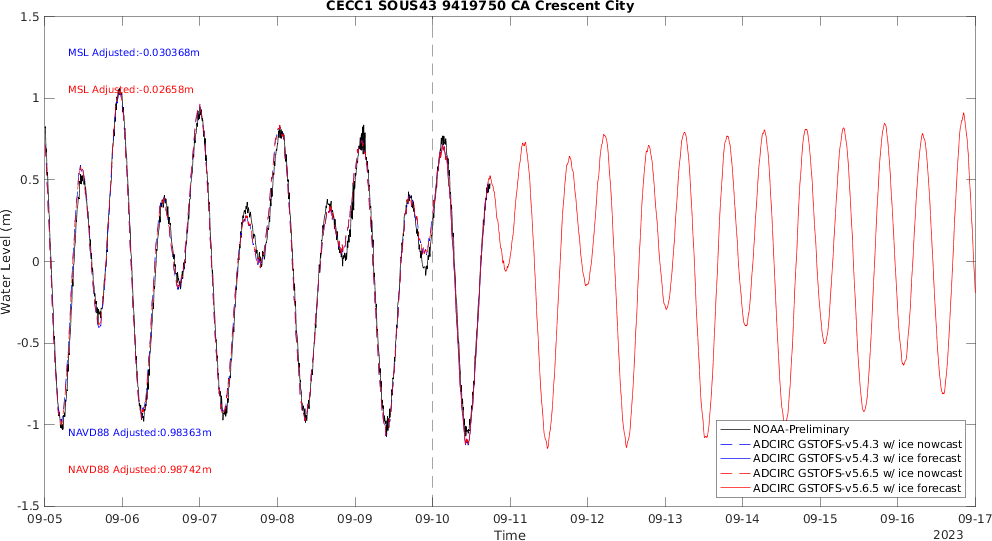 CECC1 SOUS43 9419750 CA Crescent City
1.5
1
0.5
0
-0.5
-1
-1.5
Water Level (m)
MSL Adjusted:-0.030368m
MSL Adjusted:-0.02658m
NAVD88 Adjusted:0.98363m
NAVD88 Adjusted:0.98742m
NOAA-Preliminary
ADCIRC GSTOFS-v5.4.3 w/ ice nowcast
ADCIRC GSTOFS-v5.4.3 w/ ice forecast
ADCIRC GSTOFS-v5.6.5 w/ ice nowcast
ADCIRC GSTOFS-v5.6.5 w/ ice forecast
09-05 09-06 09-07 09-08 09-09 09-10 09-11 09-12 09-13 09-14 09-15 09-16 09-17
Time
2023